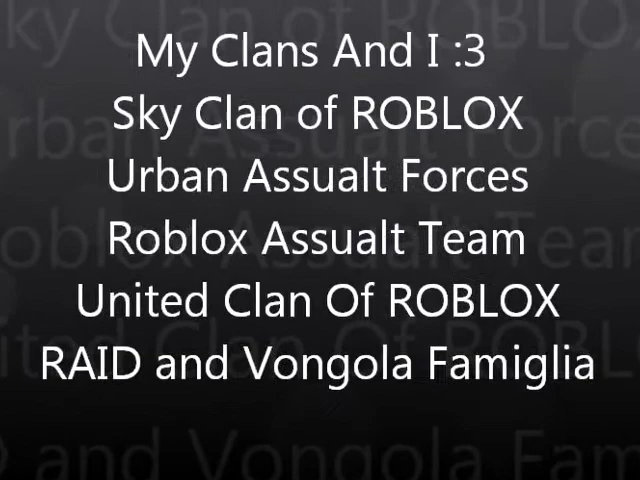 My Clans And I :3
Sky Clan of ROBLOX
Urban Assualt Forces
Roblox Assualt Team
United Clan Of ROBLOX
RAID and Vongola Famiglia